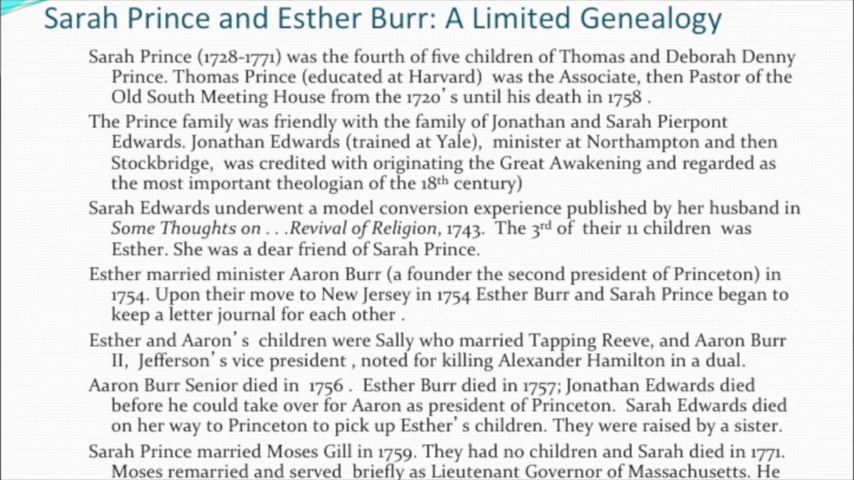 Sarah Prince and Esther Burr: A Limited Genealogy
Sarah Prince (1728-1771) was the fourth of five children of Thomas and Deborah Denny
Prince. Thomas Prince (educated at Harvard) was the Associate, then Pastor of the
Old South Meeting House from the 1720's until his death in 1758 .
The Prince family was friendly with the family of Jonathan and Sarah Pierpont
Edwards. Jonathan Edwards (trained at Yale), minister at Northampton and then
Stockbridge, was credited with originating the Great Awakening and regarded as
the most important theologian of the 18th century)
Sarah Edwards underwent a model conversion experience published by her husband in
Some Thoughts on . . .Revival of Religion, 1743. The 3rd of their 11 children was
Esther. She was a dear friend of Sarah Prince.
Esther married minister Aaron Burr (a founder the second president of Princeton) in
1754. Upon their move to New Jersey in 1754 Esther Burr and Sarah Prince began to
keep a letter journal for each other .
Esther and Aaron's children were Sally who married Tapping Reeve, and Aaron Burr
II, Jefferson's vice president , noted for killing Alexander Hamilton in a dual.
Aaron Burr Senior died in 1756 . Esther Burr died in 1757; Jonathan Edwards died
before he could take over for Aaron as president of Princeton. Sarah Edwards died
on her way to Princeton to pick up Esther's children. They were raised by a sister.
Sarah Prince married Moses Gill in 1759. They had no children and Sarah died in 1771.
Moses remarried and served briefly as Lieutenant Governor of Massachusetts. He